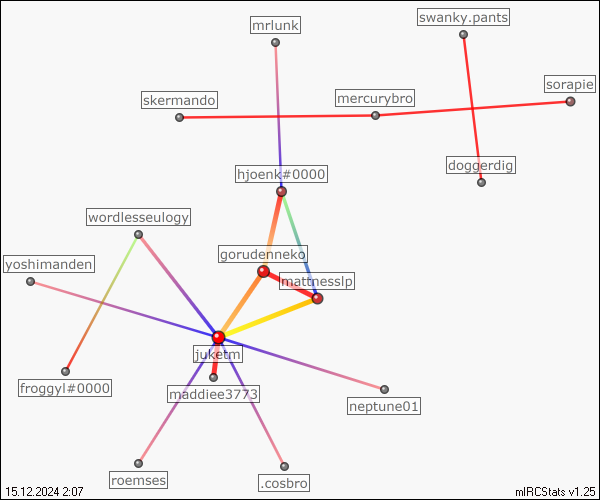 swanky.pants
mrlunk
sorapie
skermando
mercurybro
doggerdig
hjoenk#0000
wordlesseulogy
gorudenneko
yoshimanden
mattnesslp
juketm
froggyl#0000
maddiee3773
neptune01
roemses
.cosbro
15.12.2024 2:07
mIRCStats v1.25